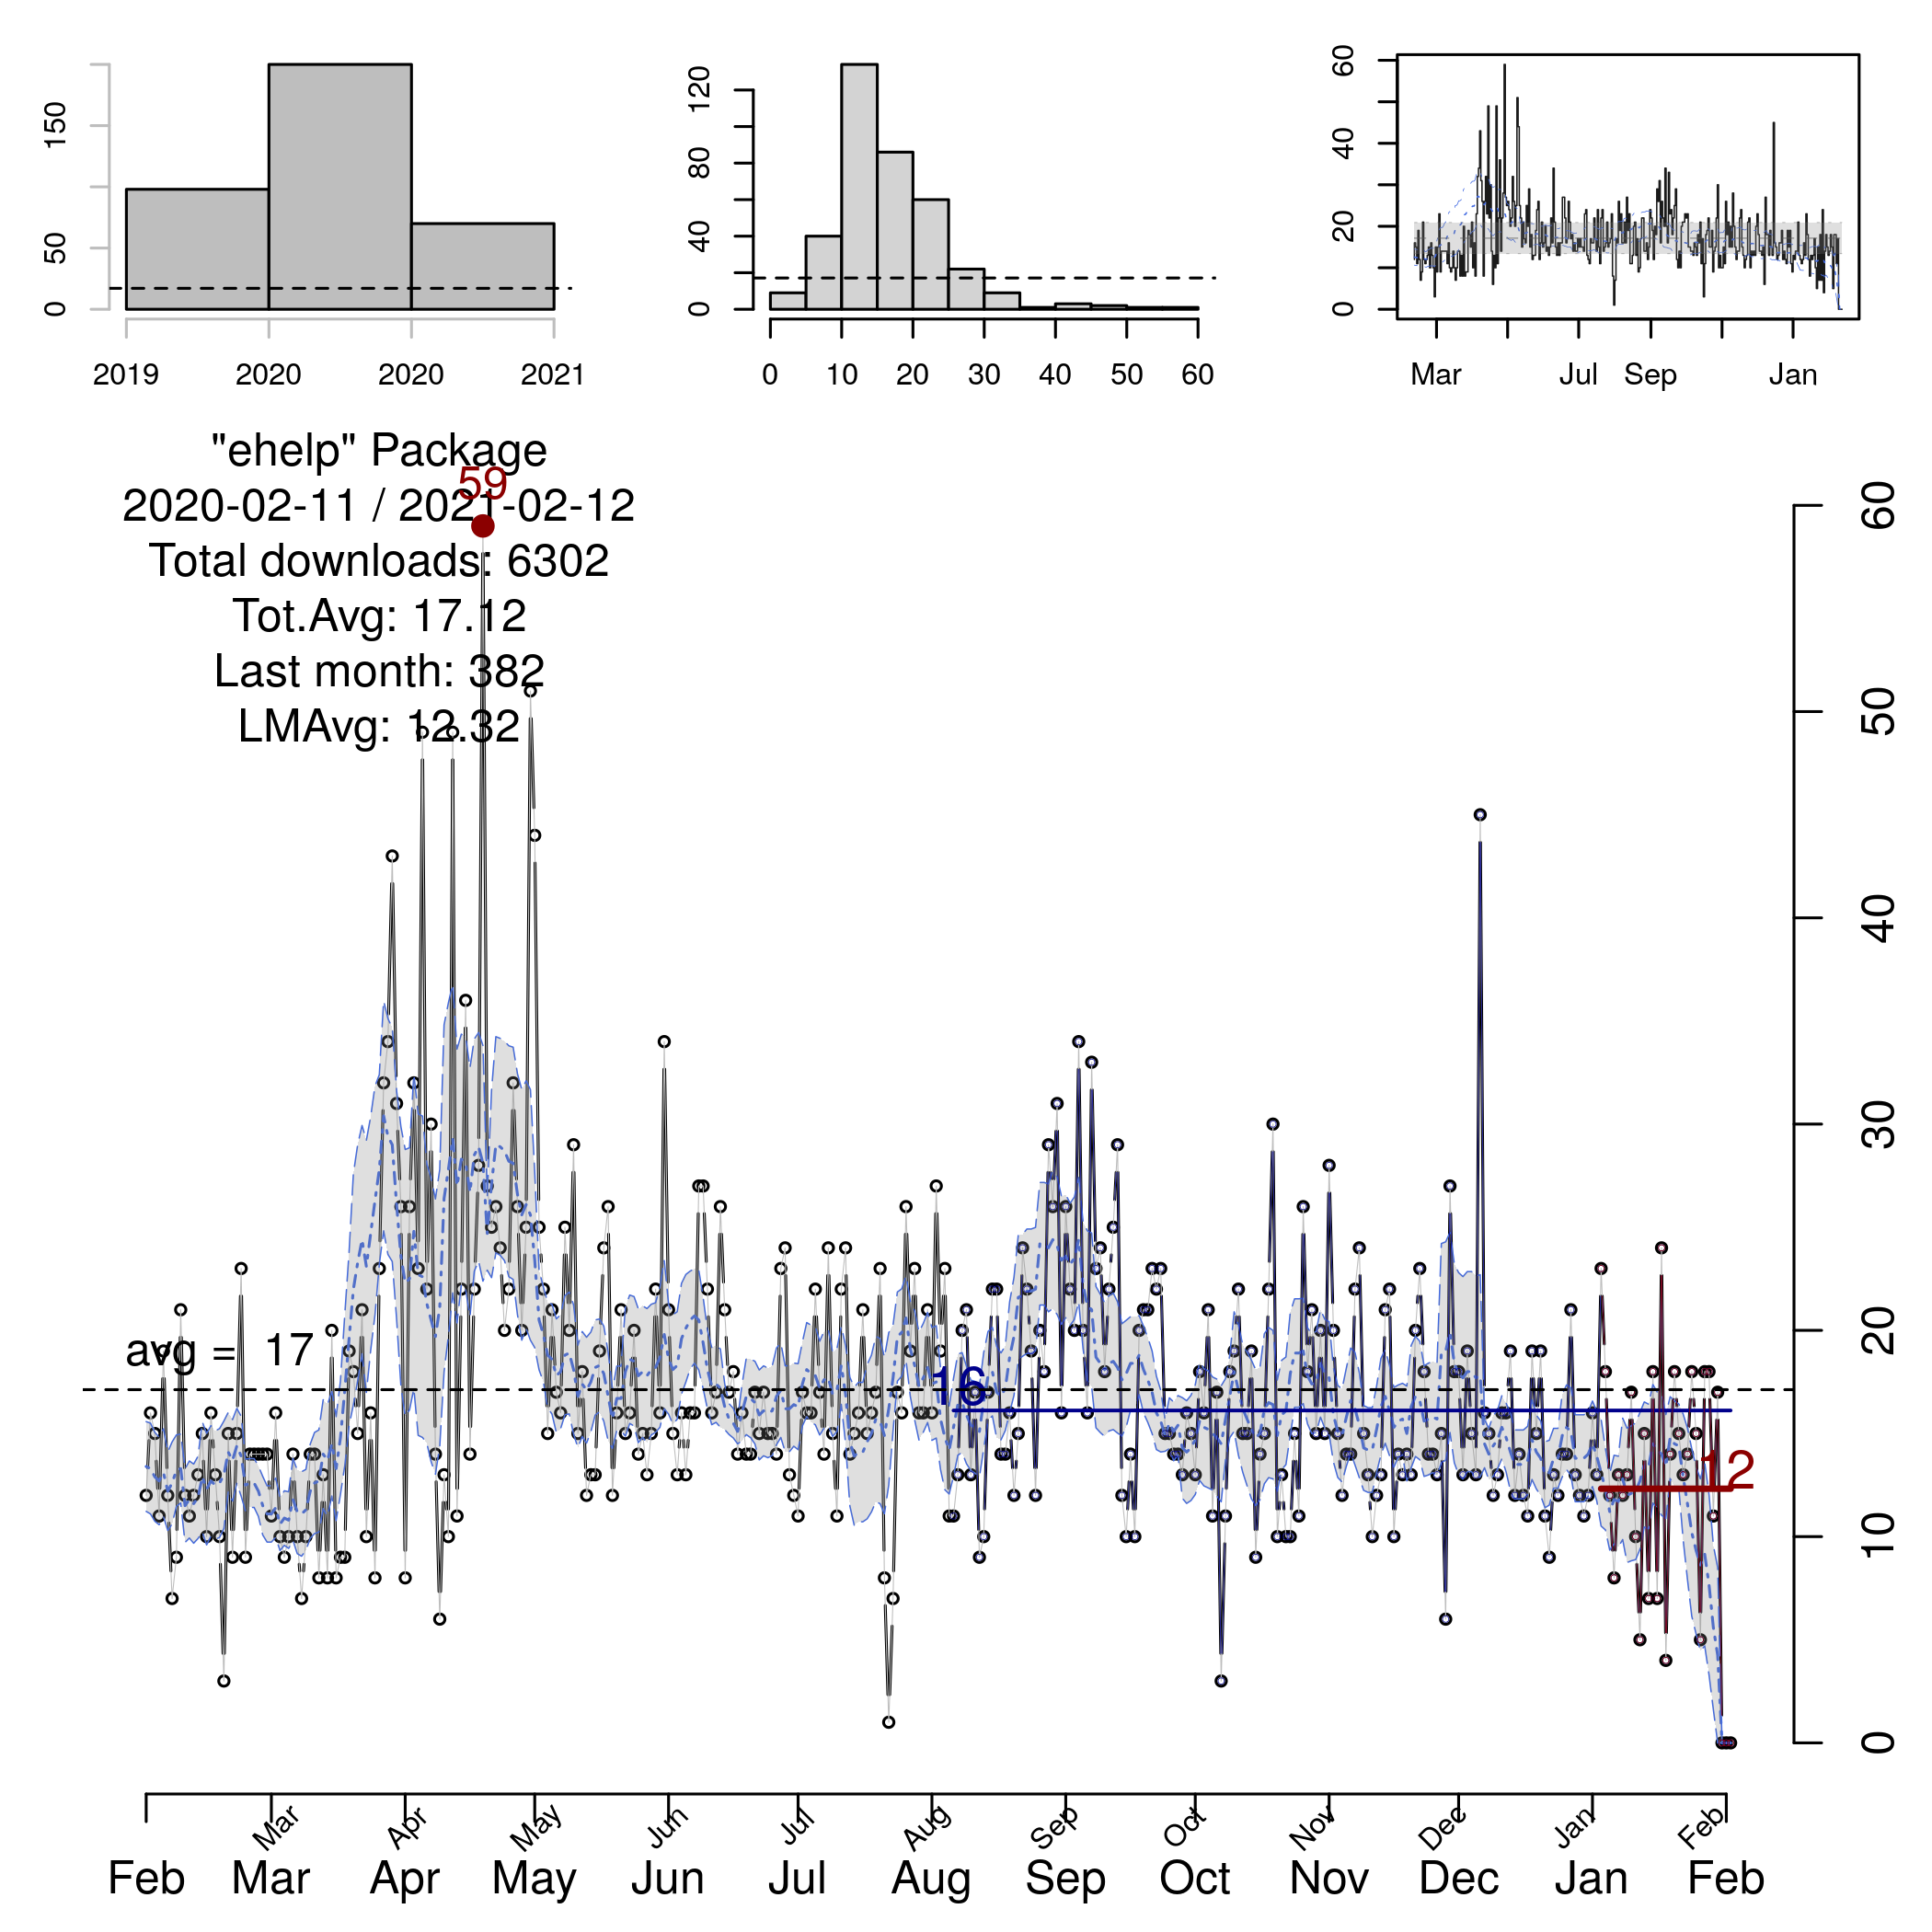 0 50 150
2019 2020 2020 2021
0 40 80 120
0 10 20 30 40 50 60
0 20 40 60
Mar Jul Sep Jan
"ehelp" Package
59
2020-02-11 / 2021-02-12
Total downloads: 6302
Tot.Avg: 17.12
Last month: 382
LMAvg: 12.32
avg = 17
16
12
0 10 20 30 40 50 60
Mar Apr May Jun Jul Aug Sep Oct Nov Dec Jan Feb
Feb Mar Apr May Jun Jul Aug Sep Oct Nov Dec Jan Feb